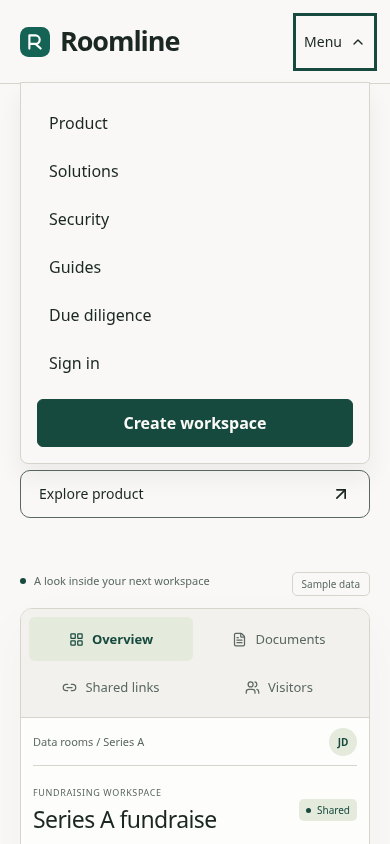 Roomline
Menu
Product
Solutions
Security
Guides
Due diligence
Sign in
Create workspace
Explore product
A look inside your next workspace
Sample data
Overview
Documents
Shared links
Visitors
Data rooms / Series A
JD
FUNDRAISING WORKSPACE
Series A fundraise
Shared